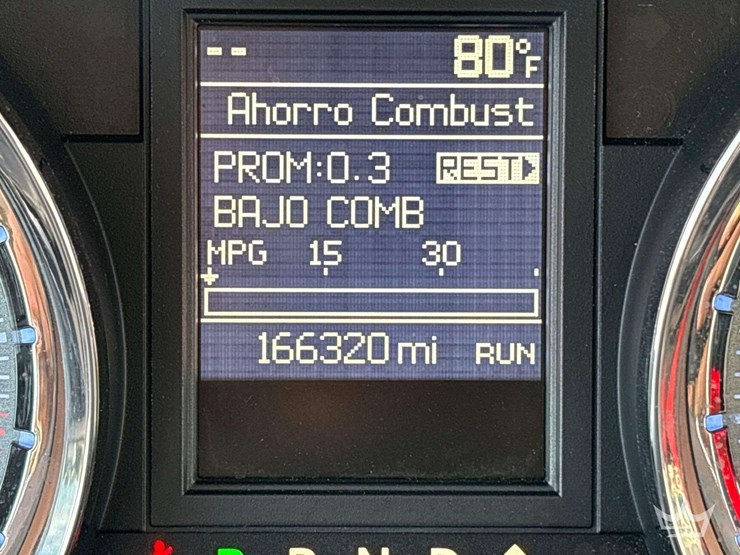 -- 80°F
Ahorro Combust
PROM:0.3 REST
BAJO COMB
MPG 15 30
166320 mi RUN